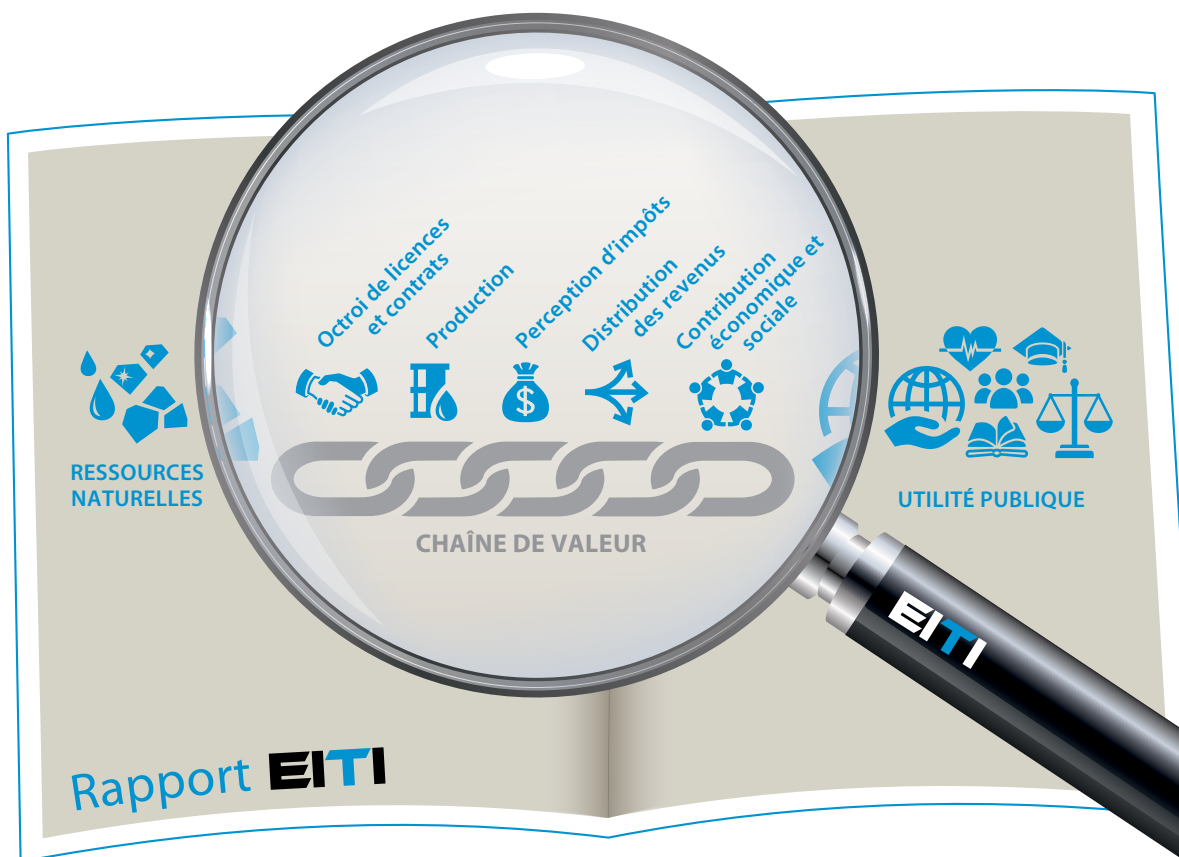 Octroi de licences
et contrats
Production
Perception d'impôts
Distribution
des revenus
Contribution
économique et
sociale
$
RESSOURCES
NATURELLES
CHAÎNE DE VALEUR
UTILITÉ PUBLIQUE
EITI
Rapport EITI